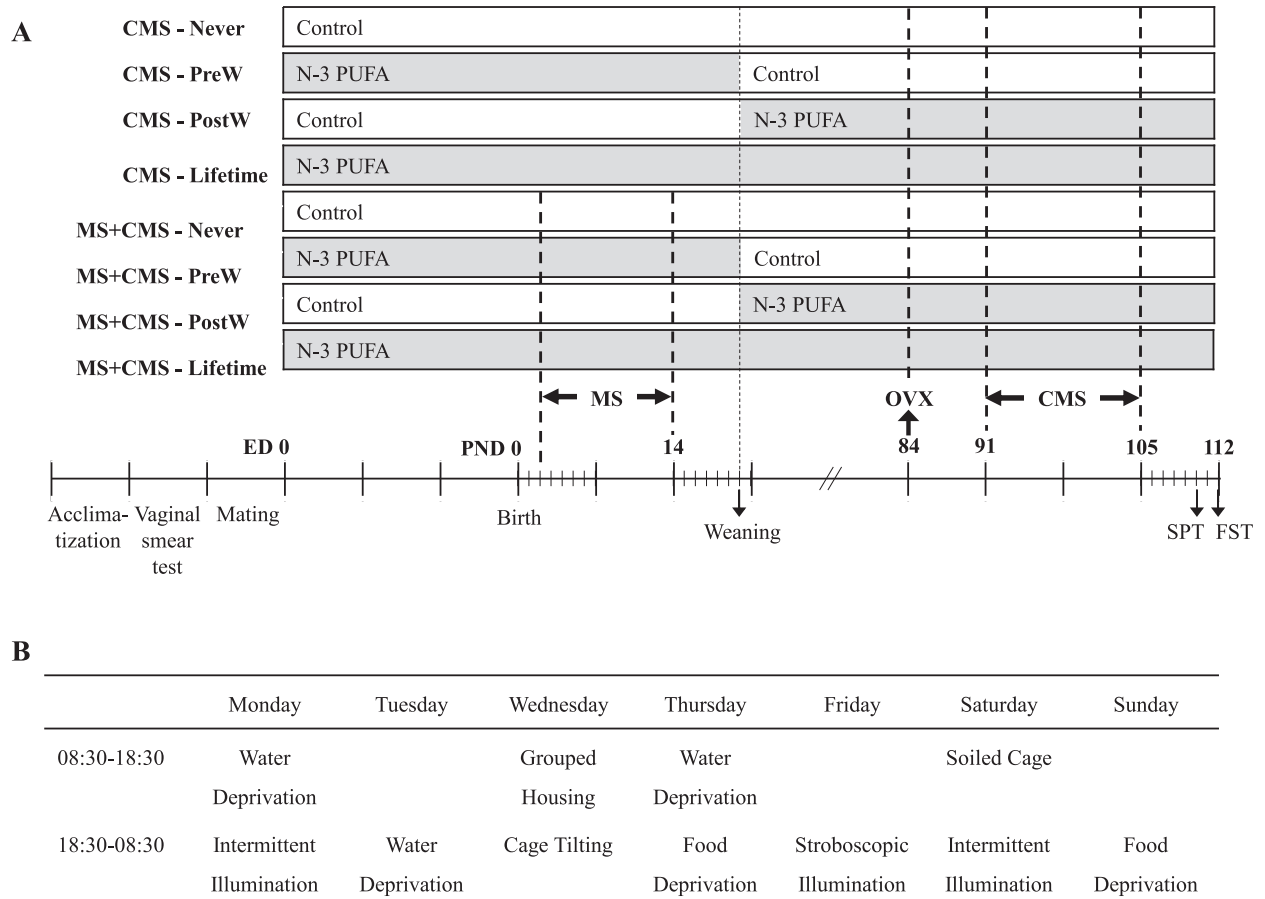 A
CMS - Never
Control
CMS - PreW
N-3 PUFA
Control
CMS - PostW
Control
N-3 PUFA
CMS - Lifetime
N-3 PUFA
MS+CMS - Never
Control
MS+CMS - PreW
N-3 PUFA
Control
MS+CMS - PostW
Control
N-3 PUFA
MS+CMS - Lifetime
N-3 PUFA
MS
OVX
CMS
ED 0
PND 0
14
84
91
105
112
Acclima-
tization
Vaginal
smear
test
Mating
Birth
Weaning
SPT
FST
B
Monday Tuesday Wednesday Thursday Friday Saturday Sunday
08:30-18:30 Water Grouped Water Soiled Cage
Deprivation Housing Deprivation
18:30-08:30 Intermittent Water Cage Tilting Food Stroboscopic Intermittent Food
Illumination Deprivation Deprivation Illumination Illumination Deprivation